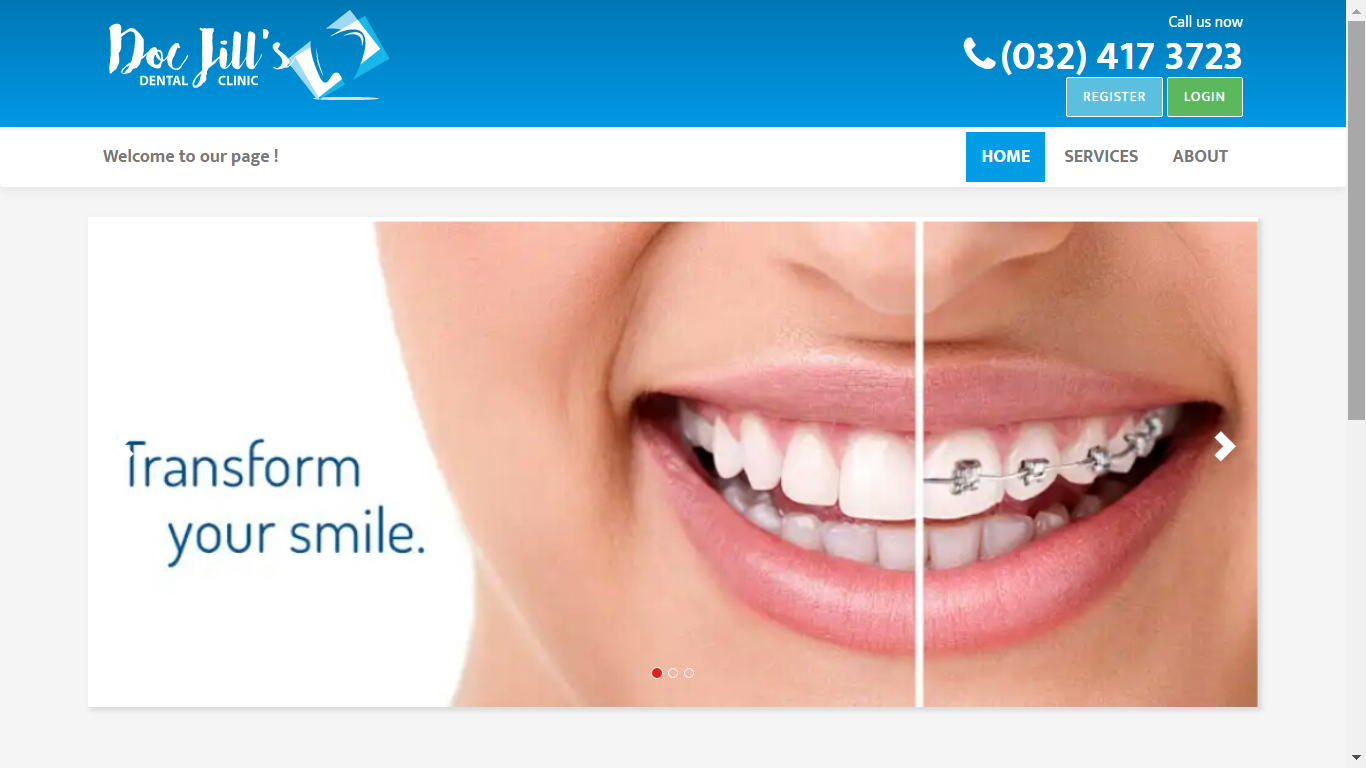 Doc Jill's
DENTAL CLINIC
Call us now
(032) 417 3723
REGISTER
LOGIN
Welcome to our page !
HOME
SERVICES
ABOUT
Transform
your smile.